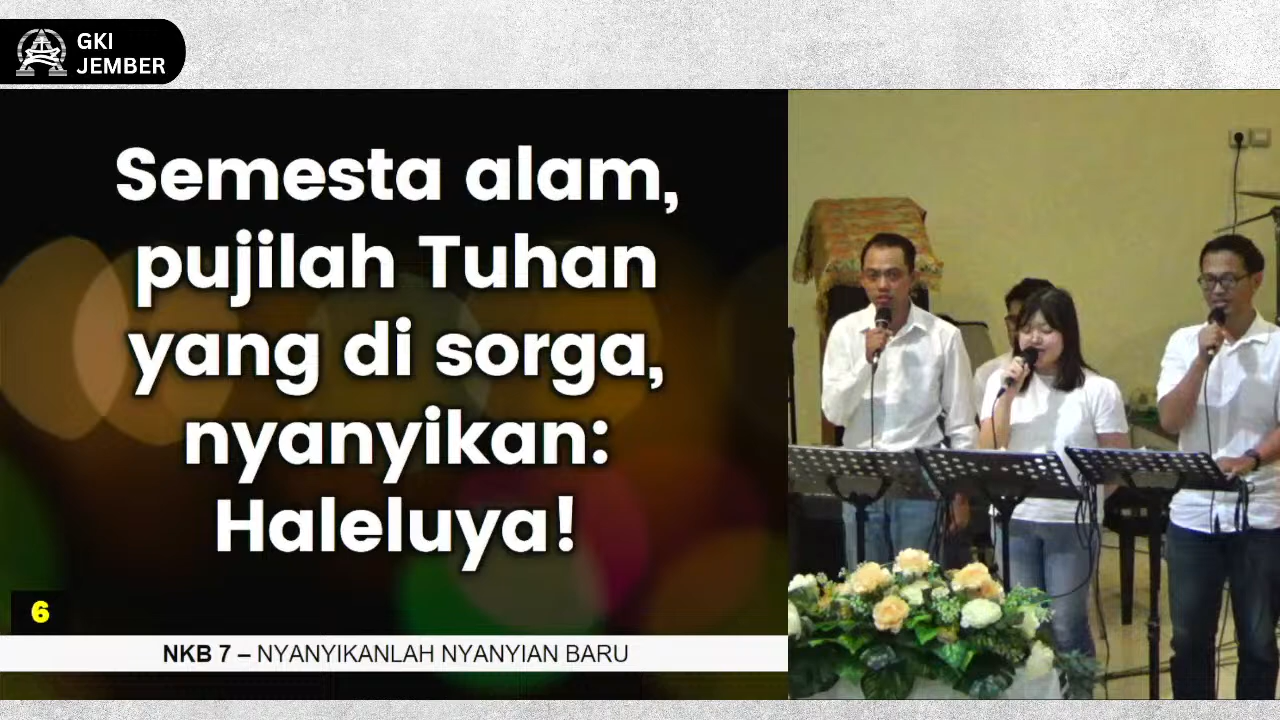 GKI
JEMBER
Semesta alam,
pujilah Tuhan
yang di sorga,
nyanyikan:
Haleluya!
6
NKB 7 – NYANYIKANLAH NYANYIAN BARU